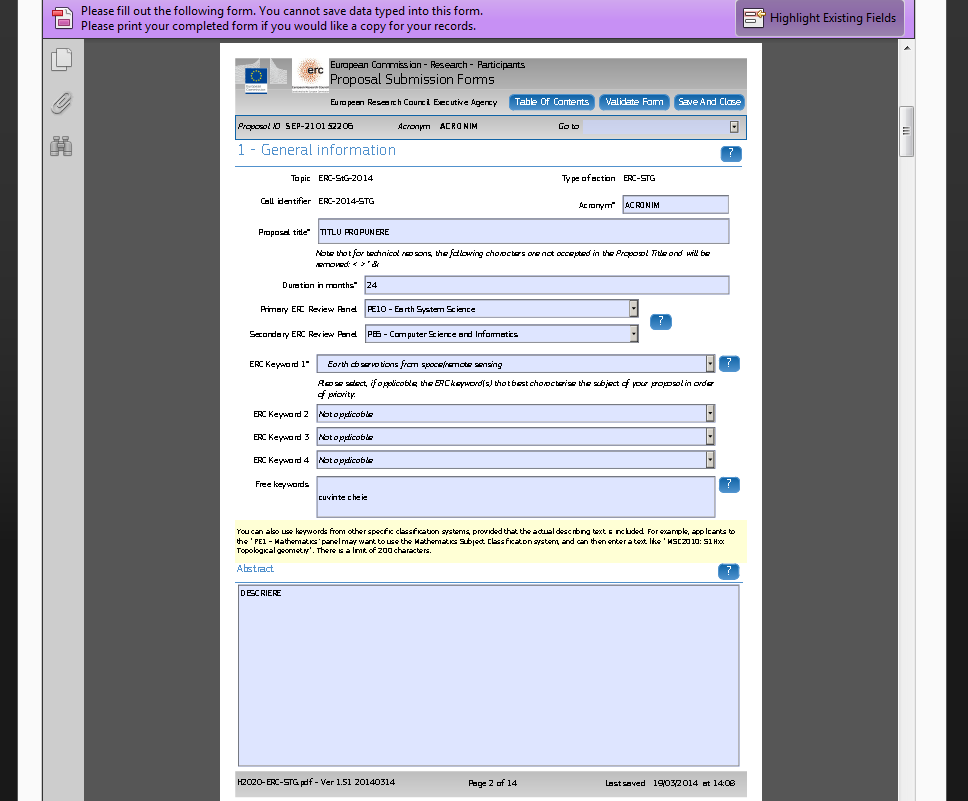 Please fill out the following form. You cannot save data typed into this form.
Please print your completed form if you would like a copy for your records.
Highlight Existing Fields
European Commission - Research - Participants
Proposal Submission Forms
European Research Council Executive Agency
Table Of Contents
Validate Form
Save And Close
erc
Proposal ID SEP-210152206
Acronym ACRONIM
Go to
1 - General information
?
Topic ERC-StG-2014
Type of action ERC-STG
Call identifier ERC-2014-STG
Acronym* ACRONIM
Proposal title* TITLU PROPUNERE
Note that for technical reasons, the following characters are not accepted in the Proposal Title and will be
removed: < > " &
Duration in months* 24
Primary ERC Review Panel PE10 - Earth System Science
?
Secondary ERC Review Panel PE6 - Computer Science and Informatics
ERC Keyword 1* Earth observations from space/remote sensing
?
Please select, if applicable, the ERC keyword(s) that best characterise the subject of your proposal in order
of priority.
ERC Keyword 2 Not applicable
ERC Keyword 3 Not applicable
ERC Keyword 4 Not applicable
Free keywords cuvinte cheie
?
You can also use keywords from other specific classification systems, provided that the actual describing text is included. For example, applicants to
the "PE1 - Mathematics" panel may want to use the Mathematics Subject Classification system, and can then enter a text like "MSC2010: 51Hxx
Topological geometry". There is a limit of 200 characters.
Abstract
?
DESCRIERE
H2020-ERC-STG.pdf - Ver 1.51 20140314
Page 2 of 14
Last saved 19/03/2014 at 14:08